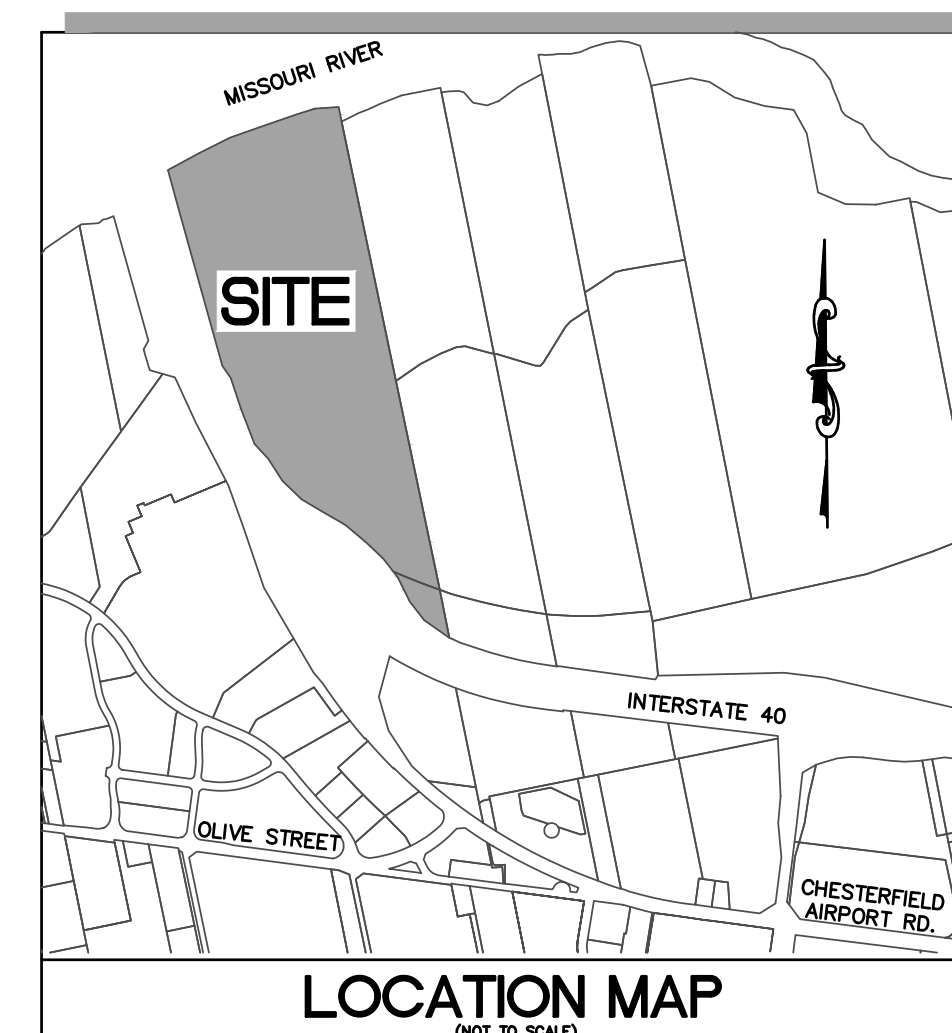 MISSOURI RIVER
SITE
INTERSTATE 40
OLIVE STREET
CHESTERFIELD
AIRPORT RD.
LOCATION MAP
(NOT TO SCALE)